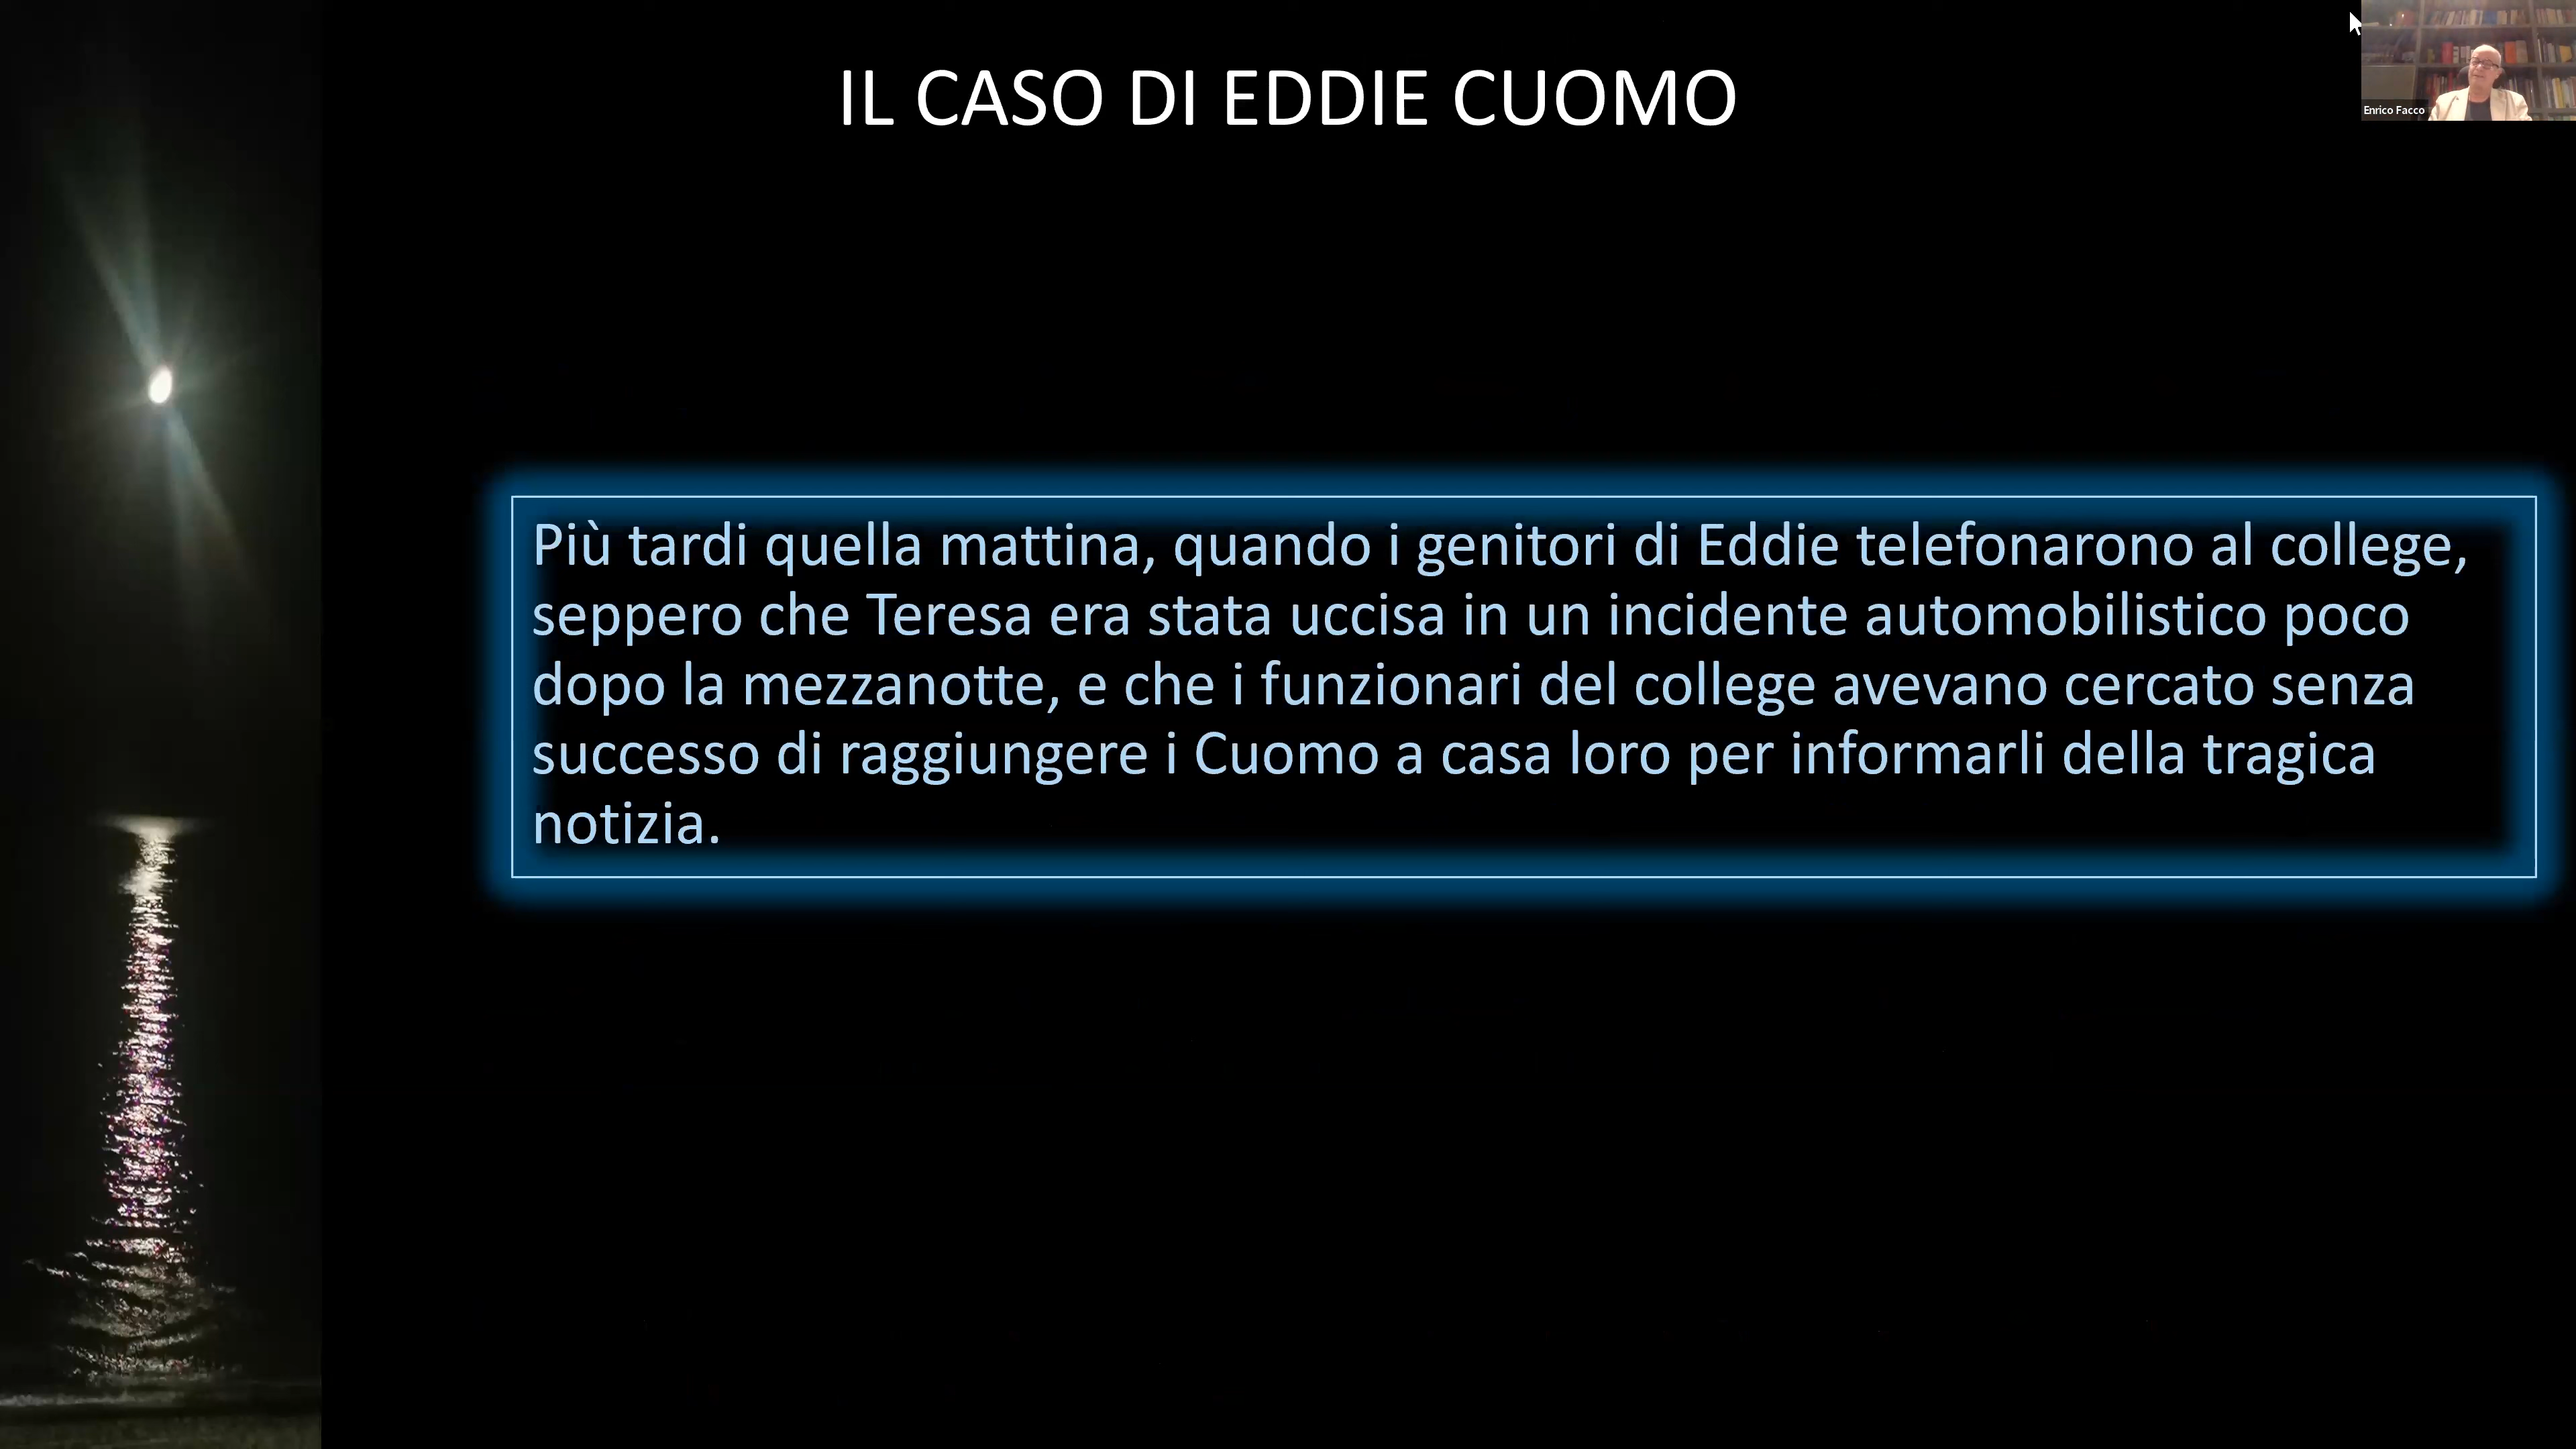 IL CASO DI EDDIE CUOMO
Enrico Facco
Più tardi quella mattina, quando i genitori di Eddie telefonarono al college,
seppero che Teresa era stata uccisa in un incidente automobilistico poco
dopo la mezzanotte, e che i funzionari del college avevano cercato senza
successo di raggiungere i Cuomo a casa loro per informarli della tragica
notizia.